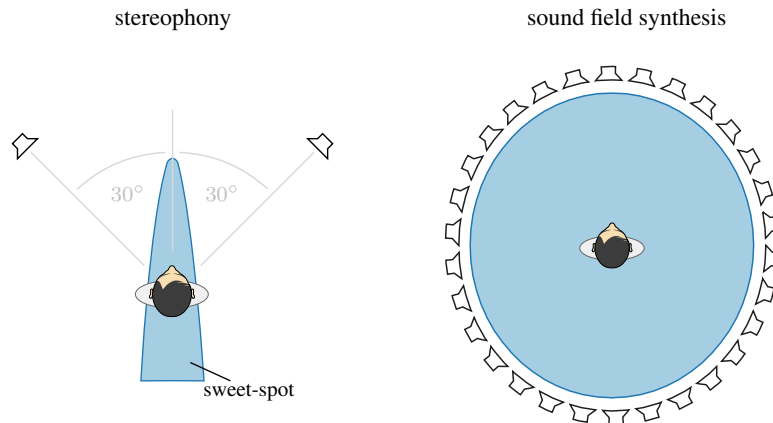 stereophony
sound field synthesis
30° 30°
sweet-spot